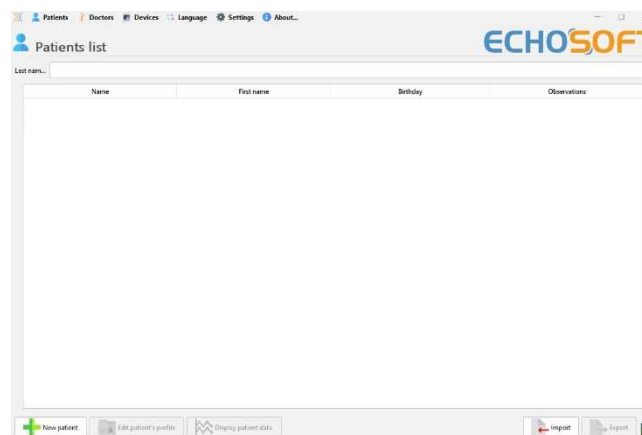 Patients Doctors Devices Language Settings About...
Patients list
ECHOSOFT
Last nam...
Name First name Birthday Observations
New patient Edit patient's profile Display patient data Import Export